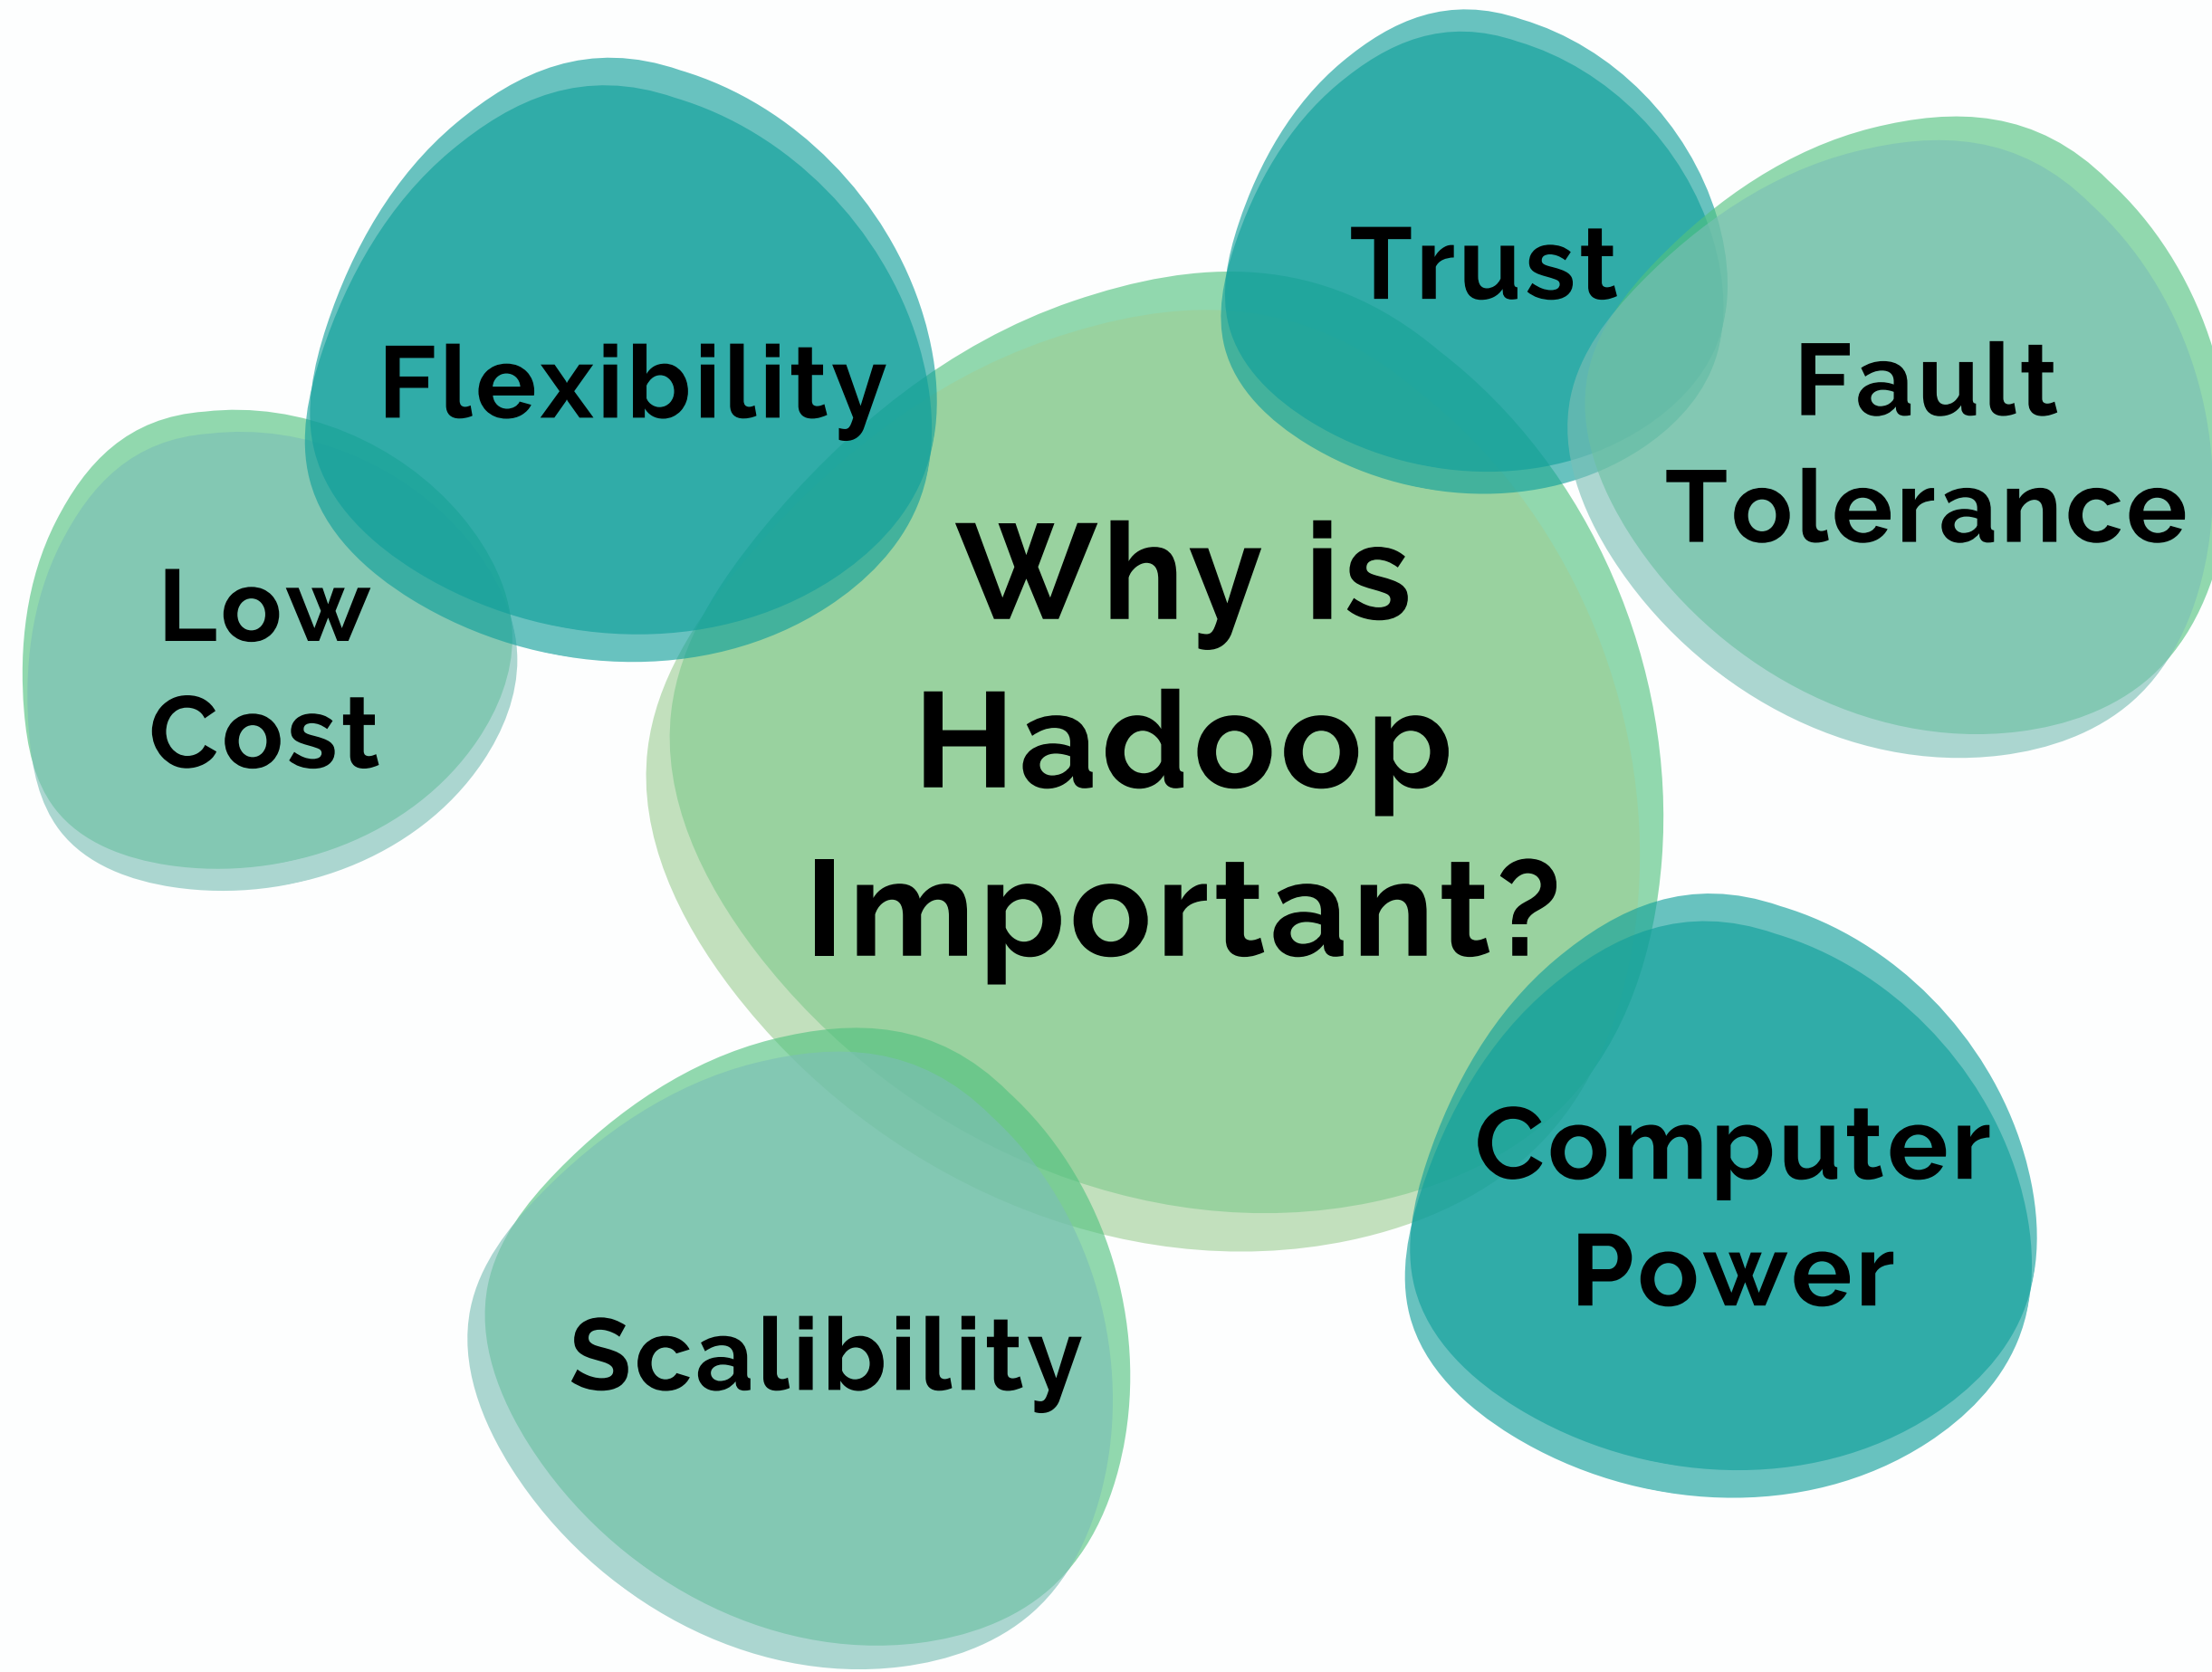 Trust
Flexibility
Fault
Tolerance
Low
Cost
Why is
Hadoop
Important?
Computer
Power
Scalibility